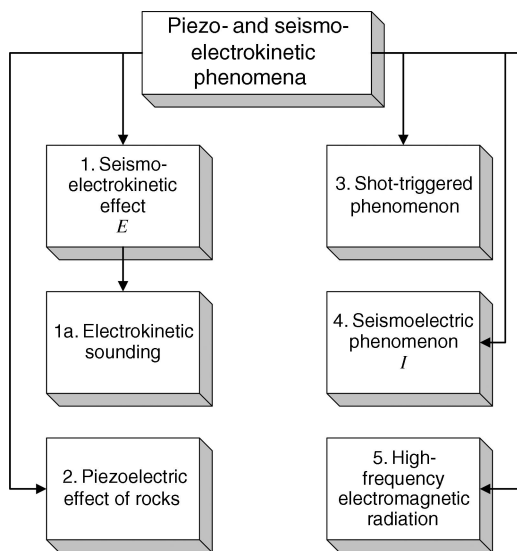 Piezo- and seismo-
electrokinetic
phenomena
1. Seismo-
electrokinetic
effect
E
1a. Electrokinetic
sounding
2. Piezoelectric
effect of rocks
3. Shot-triggered
phenomenon
4. Seismoelectric
phenomenon
I
5. High-
frequency
electromagnetic
radiation